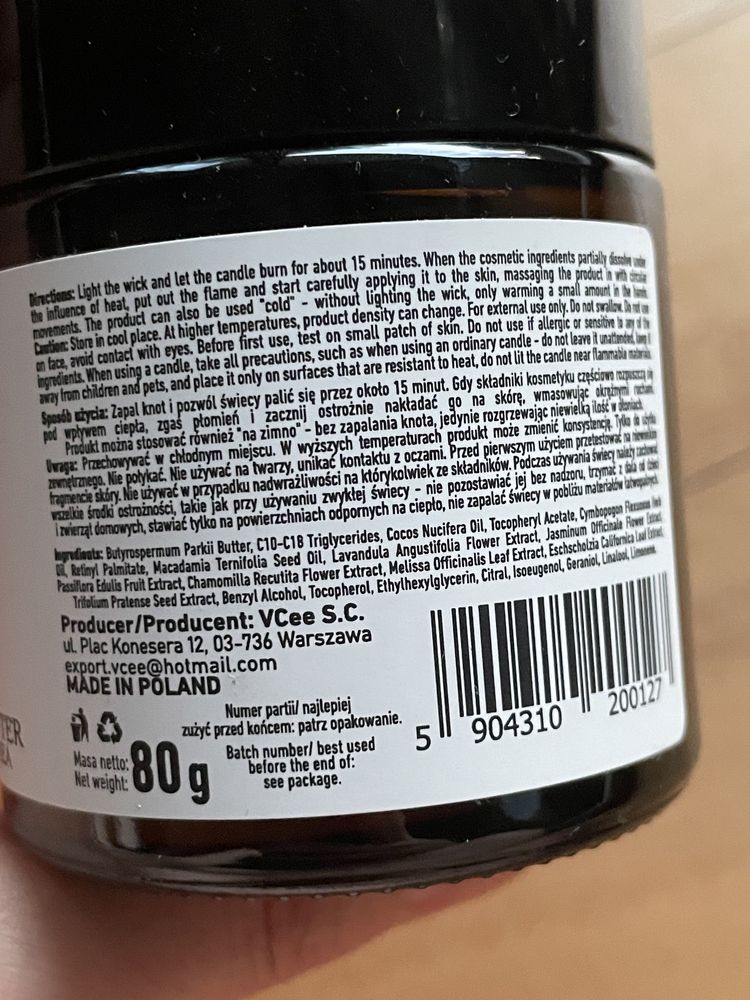 Directions: Light the wick and let the candle burn for about 15 minutes. When the cosmetic ingredients partially dissolve under
the influence of heat, put out the flame and start carefully applying it to the skin, massaging the product in with circular
movements. The product can also be used "cold" - without lighting the wick, only warming a small amount in the hands.
Caution: Store in cool place. At higher temperatures, product density can change. For external use only. Do not swallow. Do not use
on face, avoid contact with eyes. Before first use, test on small patch of skin. Do not use if allergic or sensitive to any of the
ingredients. When using a candle, take all precautions, such as when using an ordinary candle - do not leave it unattended, keep it
away from children and pets, and place it only on surfaces that are resistant to heat, do not lit the candle near flammable materials.
Sposób użycia: Zapal knot i pozwól świecy palić się przez około 15 minut. Gdy składniki kosmetyku częściowo rozpuszczą się
pod wpływem ciepła, zgaś płomień i zacznij ostrożnie nakładać go na skórę, wmasowując okrężnymi ruchami.
Produkt można stosować również "na zimno" - bez zapalania knota, jedynie rozgrzewając niewielką ilość w dłoniach.
Uwaga: Przechowywać w chłodnym miejscu. W wyższych temperaturach produkt może zmienić konsystencję. Tylko do użytku
zewnętrznego. Nie połykać. Nie używać na twarzy, unikać kontaktu z oczami. Przed pierwszym użyciem przetestować na niewielkim
fragmencie skóry. Nie używać w przypadku nadwrażliwości na którykolwiek ze składników. Podczas używania świecy należy zachować
wszelkie środki ostrożności, takie jak przy używaniu zwykłej świecy - nie pozostawiać jej bez nadzoru, trzymać z dala od dzieci
i zwierząt domowych, stawiać tylko na powierzchniach odpornych na ciepło, nie zapalać świecy w pobliżu materiałów łatwopalnych.
Ingredients: Butyrospermum Parkii Butter, C10-C18 Triglycerides, Cocos Nucifera Oil, Tocopheryl Acetate, Cymbopogon Flexuosus Herb
Oil, Retinyl Palmitate, Macadamia Ternifolia Seed Oil, Lavandula Angustifolia Flower Extract, Jasminum Officinale Flower Extract,
Passiflora Edulis Fruit Extract, Chamomilla Recutita Flower Extract, Melissa Officinalis Leaf Extract, Eschscholzia Californica Leaf Extract,
Trifolium Pratense Seed Extract, Benzyl Alcohol, Tocopherol, Ethylhexylglycerin, Citral, Isoeugenol, Geraniol, Linalool, Limonene.
Producer/Producent: VCee S.C.
ul. Plac Konesera 12, 03-736 Warszawa
export.vcee@hotmail.com
MADE IN POLAND
Numer partii/ najlepiej
zużyć przed końcem: patrz opakowanie.
Batch number/ best used
before the end of:
see package.
Masa netto:
Net weight:
80 g
5 904310 200127